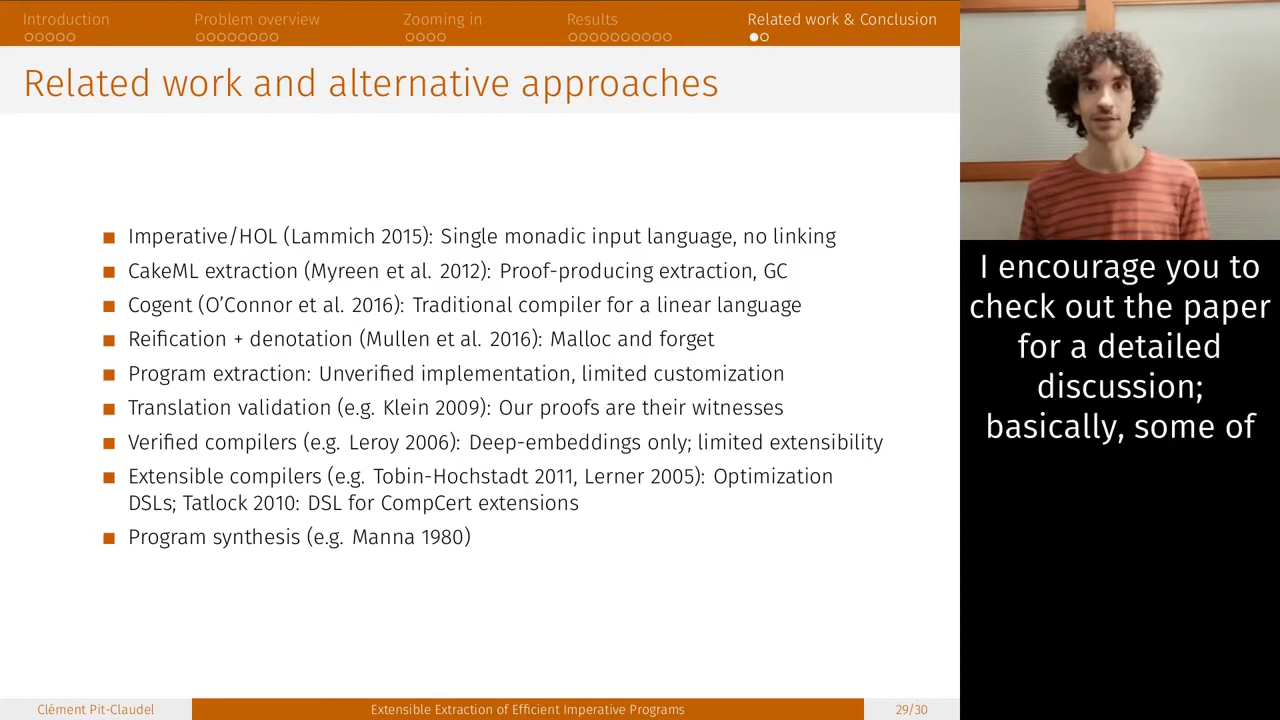 Introduction
Problem overview
Zooming in
Results
Related work & Conclusion
Related work and alternative approaches
Imperative/HOL (Lammich 2015): Single monadic input language, no linking
CakeML extraction (Myreen et al. 2012): Proof-producing extraction, GC
Cogent (O’Connor et al. 2016): Traditional compiler for a linear language
Reification + denotation (Mullen et al. 2016): Malloc and forget
Program extraction: Unverified implementation, limited customization
Translation validation (e.g. Klein 2009): Our proofs are their witnesses
Verified compilers (e.g. Leroy 2006): Deep-embeddings only; limited extensibility
Extensible compilers (e.g. Tobin-Hochstadt 2011, Lerner 2005): Optimization
DSLs; Tatlock 2010: DSL for CompCert extensions
Program synthesis (e.g. Manna 1980)
I encourage you to
check out the paper
for a detailed
discussion;
basically, some of
Clément Pit-Claudel
Extensible Extraction of Efficient Imperative Programs
29/30